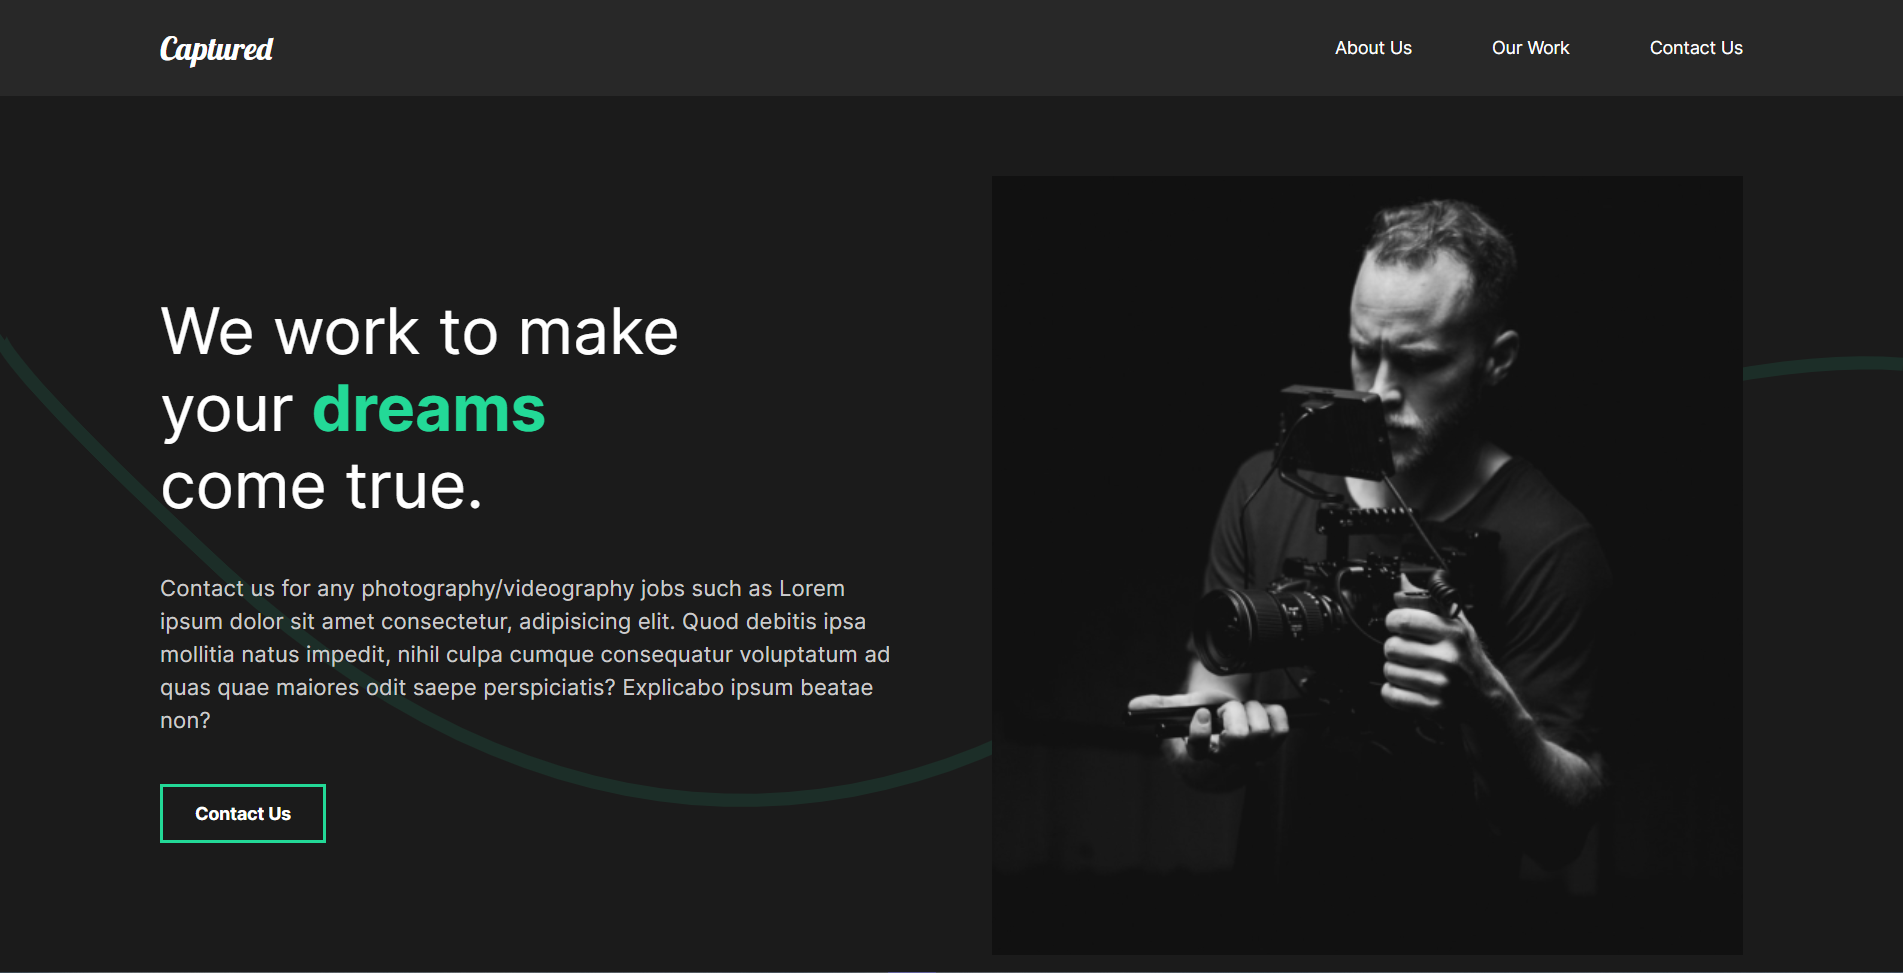 Captured
About Us
Our Work
Contact Us
We work to make
your dreams
come true.
Contact us for any photography/videography jobs such as Lorem
ipsum dolor sit amet consectetur, adipisicing elit. Quod debitis ipsa
mollitia natus impedit, nihil culpa cumque consequatur voluptatum ad
quas quae maiores odit saepe perspiciatis? Explicabo ipsum beatae
non?
Contact Us